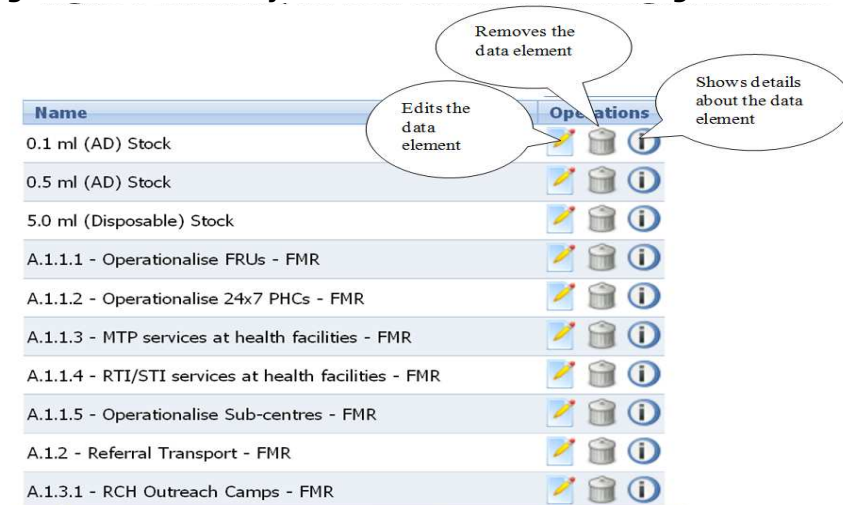 Removes the
data element
Shows details
about the data
element
Edits the
data
element
Name
Operations
0.1 ml (AD) Stock
0.5 ml (AD) Stock
5.0 ml (Disposable) Stock
A.1.1.1 - Operationalise FRUs - FMR
A.1.1.2 - Operationalise 24x7 PHCs - FMR
A.1.1.3 - MTP services at health facilities - FMR
A.1.1.4 - RTI/STI services at health facilities - FMR
A.1.1.5 - Operationalise Sub-centres - FMR
A.1.2 - Referral Transport - FMR
A.1.3.1 - RCH Outreach Camps - FMR